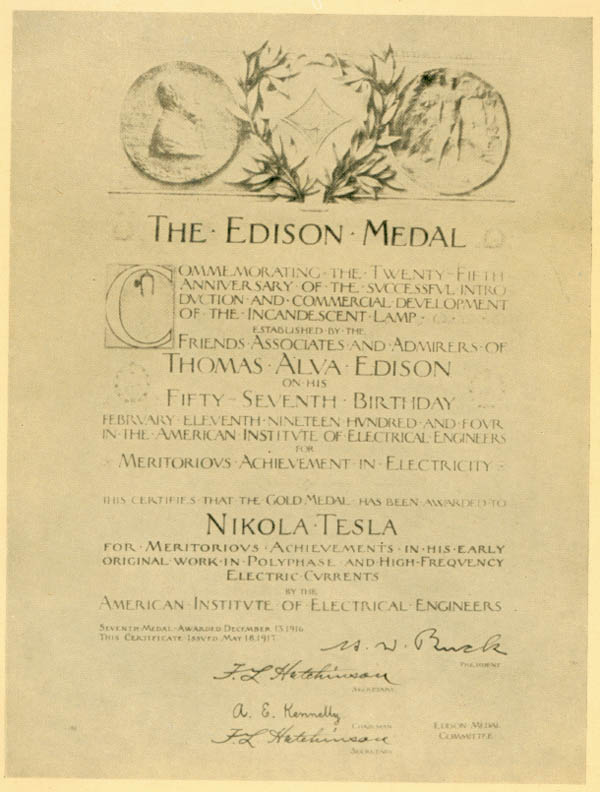 THE · EDISON · MEDAL
COMMEMORATING · THE · TWENTY · FIFTH
ANNIVERSARY · OF · THE · SVCCESSFVL INTRO
DVCTION · AND · COMMERCIAL · DEVELOPMENT
OF · THE · INCANDESCENT · LAMP ·
ESTABLISHED · BY · THE
FRIENDS · ASSOCIATES · AND · ADMIRERS · OF
THOMAS · ALVA · EDISON
ON · HIS
FIFTY · SEVENTH · BIRTHDAY
FEBRVARY · ELEVENTH · NINETEEN · HVNDRED · AND · FOVR
IN · THE · AMERICAN · INSTITVTE · OF · ELECTRICAL · ENGINEERS
FOR
MERITORIOVS · ACHIEVEMENT · IN · ELECTRICITY
THIS · CERTIFIES · THAT · THE · GOLD · MEDAL · HAS · BEEN · AWARDED · TO
NIKOLA · TESLA
FOR · MERITORIOVS · ACHIEVEMENTS · IN · HIS · EARLY
ORIGINAL · WORK · IN · POLYPHASE · AND · HIGH-FREQVENCY
ELECTRIC · CVRRENTS
BY THE
AMERICAN · INSTITVTE · OF · ELECTRICAL · ENGINEERS
SEVENTH · MEDAL · AWARDED DECEMBER 13, 1916
THIS CERTIFICATE ISSUED MAY 18, 1917
H. W. Buck
PRESIDENT
F. L. Hutchinson
SECRETARY
A. E. Kennelly
CHAIRMAN
EDISON MEDAL
COMMITTEE
F. L. Hutchinson
SECRETARY